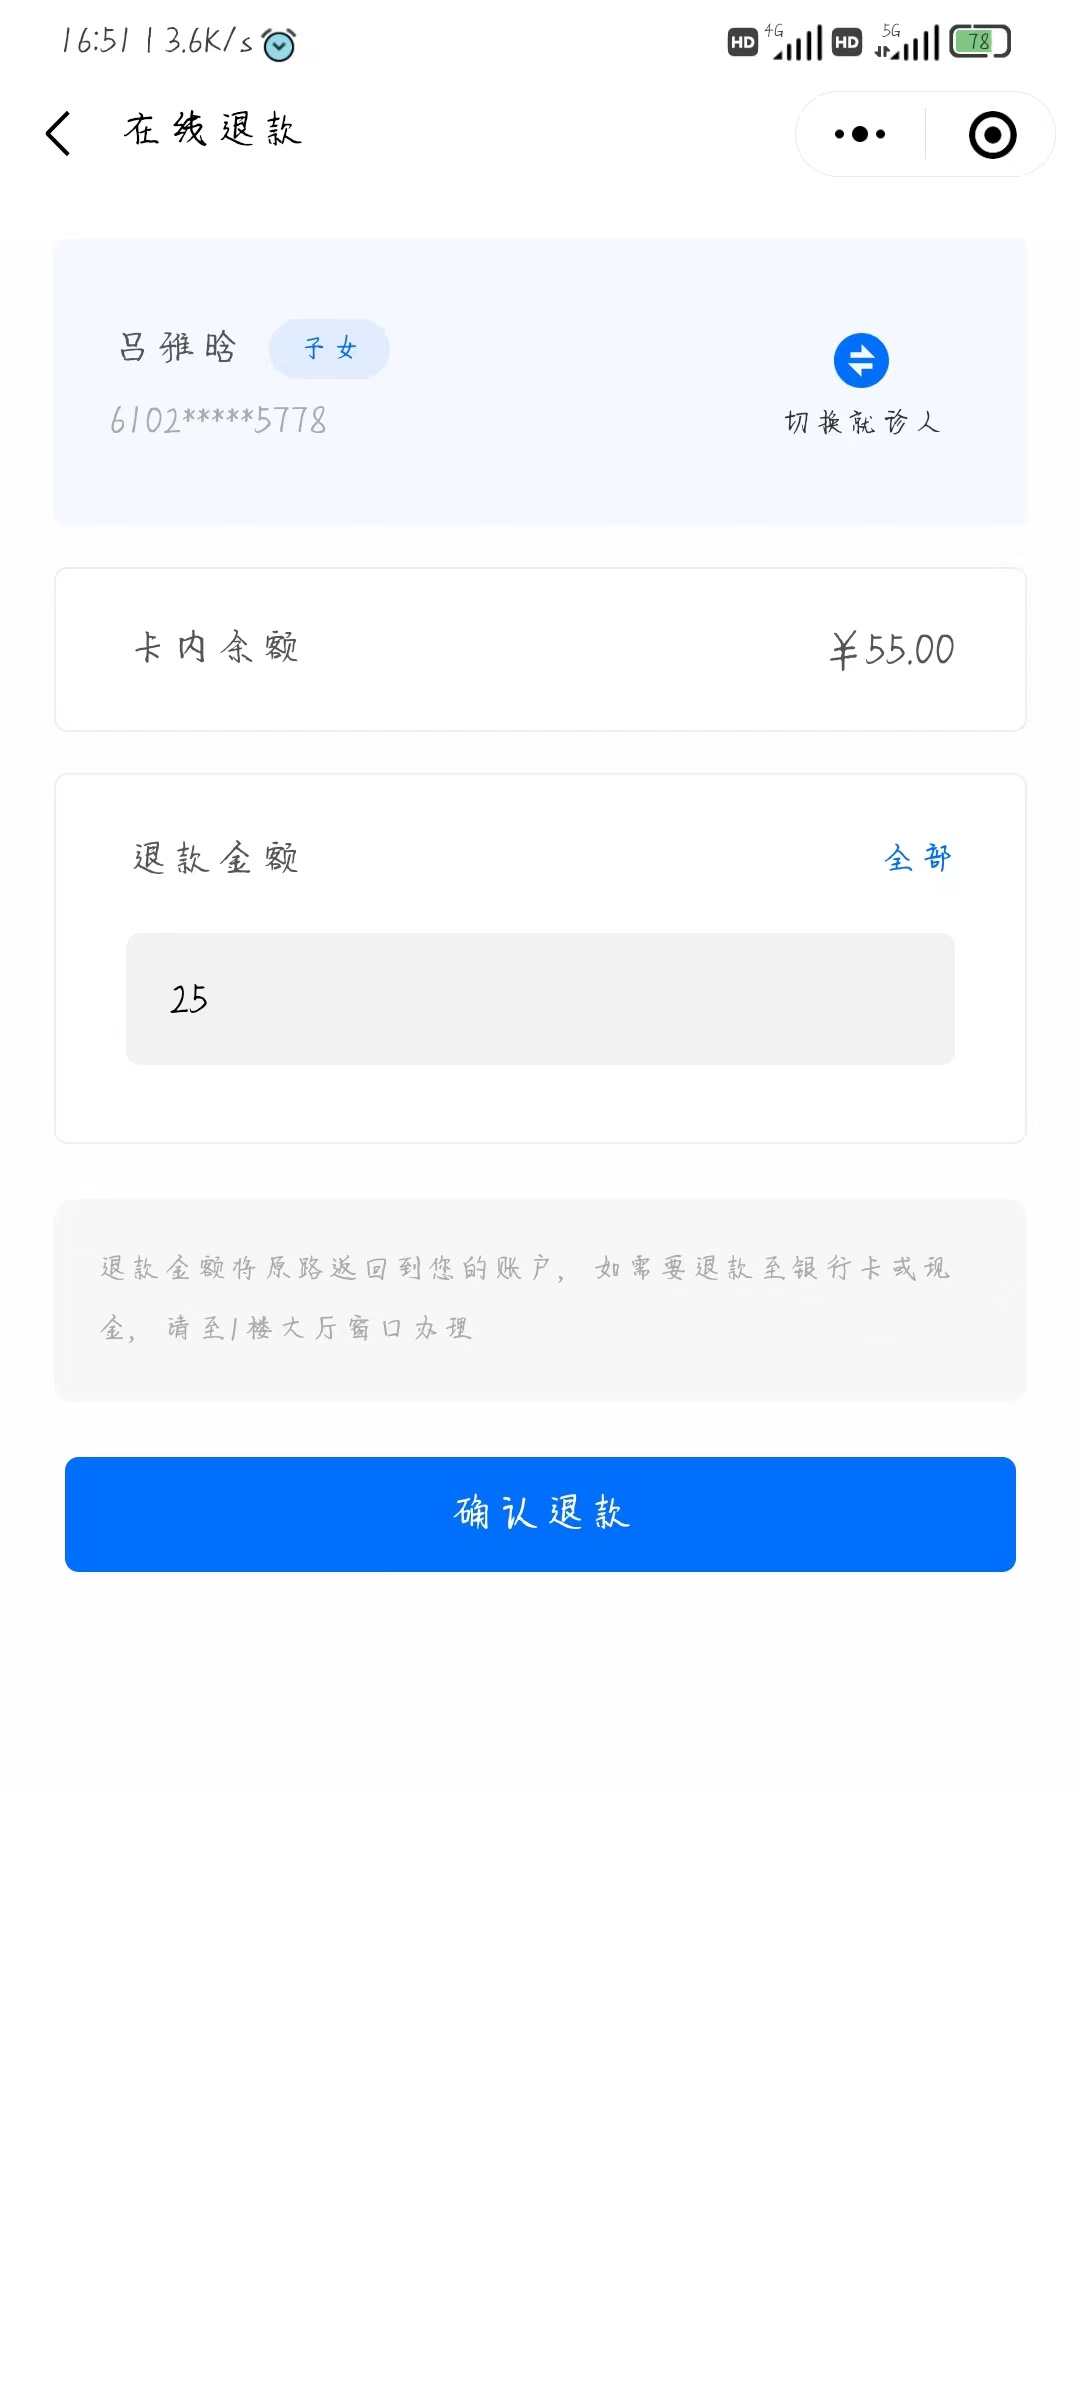 16:51 | 3.6K/s
HD 4G HD 5G 78
在线退款
吕雅晗 子女
6102*****5778
切换就诊人
卡内余额 ¥55.00
退款金额 全部
25
退款金额将原路返回到您的账户，如需要退款至银行卡或现
金，请至1楼大厅窗口办理
确认退款